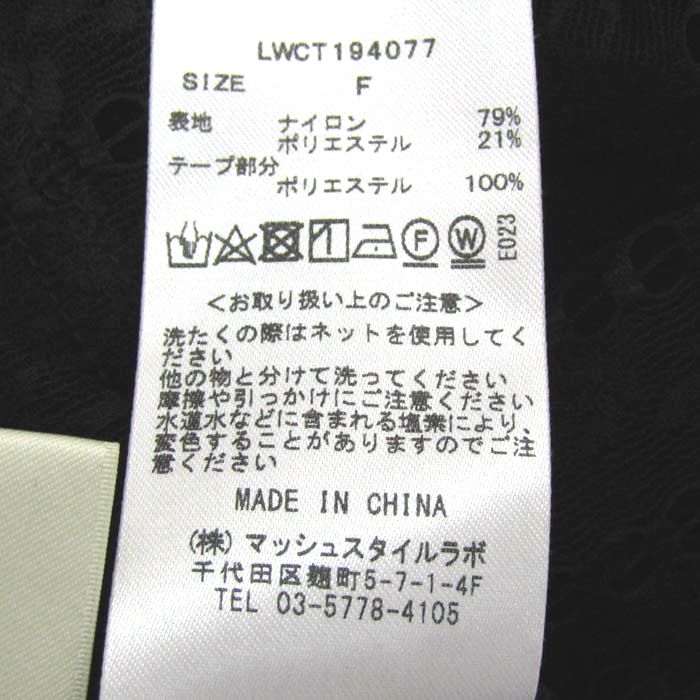 LWCT194077
SIZE F
表地 ナイロン 79%
ポリエステル 21%
テープ部分
ポリエステル 100%
F W E023
<お取り扱い上のご注意>
洗たくの際はネットを使用してく
ださい
他の物と分けて洗ってください
摩擦や引っかけにご注意ください
水道水などに含まれる塩素により、
変色することがありますのでご注
意ください
MADE IN CHINA
(株)マッシュスタイルラボ
千代田区麹町5-7-1-4F
TEL 03-5778-4105